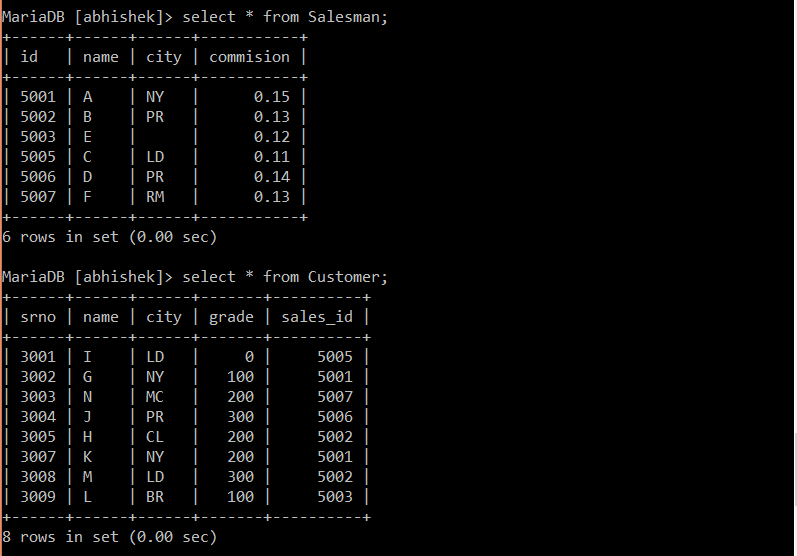 MariaDB [abhishek]> select * from Salesman;
+------+------+------+-----------+
| id   | name | city | commision |
+------+------+------+-----------+
| 5001 | A    | NY   |      0.15 |
| 5002 | B    | PR   |      0.13 |
| 5003 | E    |      |      0.12 |
| 5005 | C    | LD   |      0.11 |
| 5006 | D    | PR   |      0.14 |
| 5007 | F    | RM   |      0.13 |
+------+------+------+-----------+
6 rows in set (0.00 sec)

MariaDB [abhishek]> select * from Customer;
+------+------+------+-------+----------+
| srno | name | city | grade | sales_id |
+------+------+------+-------+----------+
| 3001 | I    | LD   |     0 |     5005 |
| 3002 | G    | NY   |   100 |     5001 |
| 3003 | N    | MC   |   200 |     5007 |
| 3004 | J    | PR   |   300 |     5006 |
| 3005 | H    | CL   |   200 |     5002 |
| 3007 | K    | NY   |   200 |     5001 |
| 3008 | M    | LD   |   300 |     5002 |
| 3009 | L    | BR   |   100 |     5003 |
+------+------+------+-------+----------+
8 rows in set (0.00 sec)